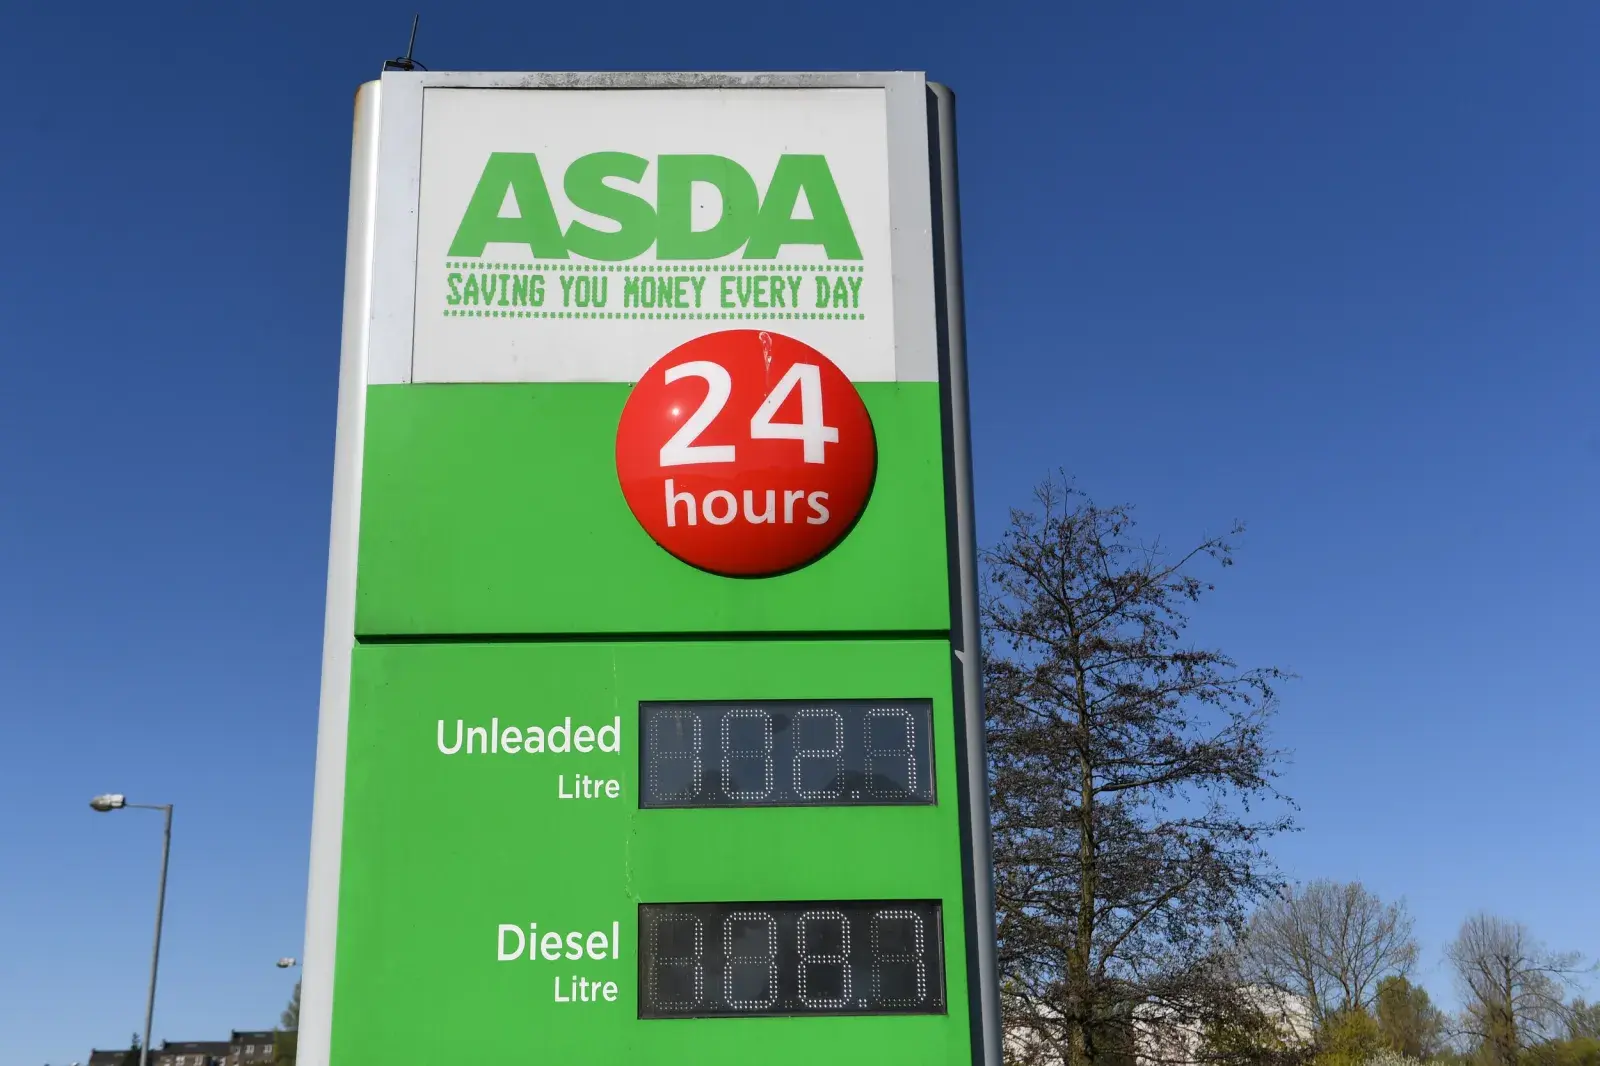 ASDA
SAVING YOU MONEY EVERY DAY
24
hours
Unleaded
Litre
Diesel
Litre